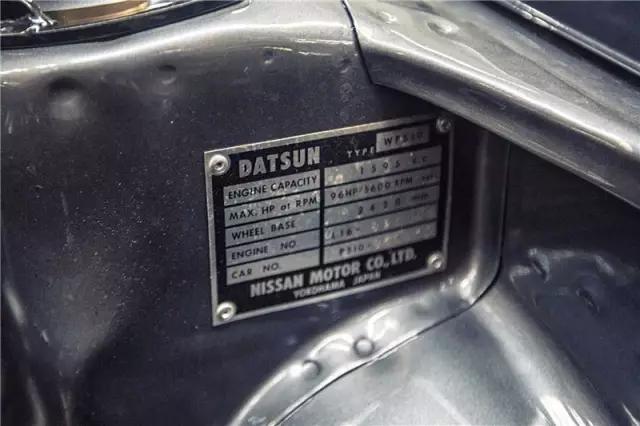 DATSUN TYPE WP510
ENGINE CAPACITY 1595 cc
MAX. HP at RPM 96HP/5600 RPM
WHEEL BASE 2420
ENGINE NO. L16-
CAR NO. P510-
NISSAN MOTOR CO., LTD.
YOKOHAMA JAPAN